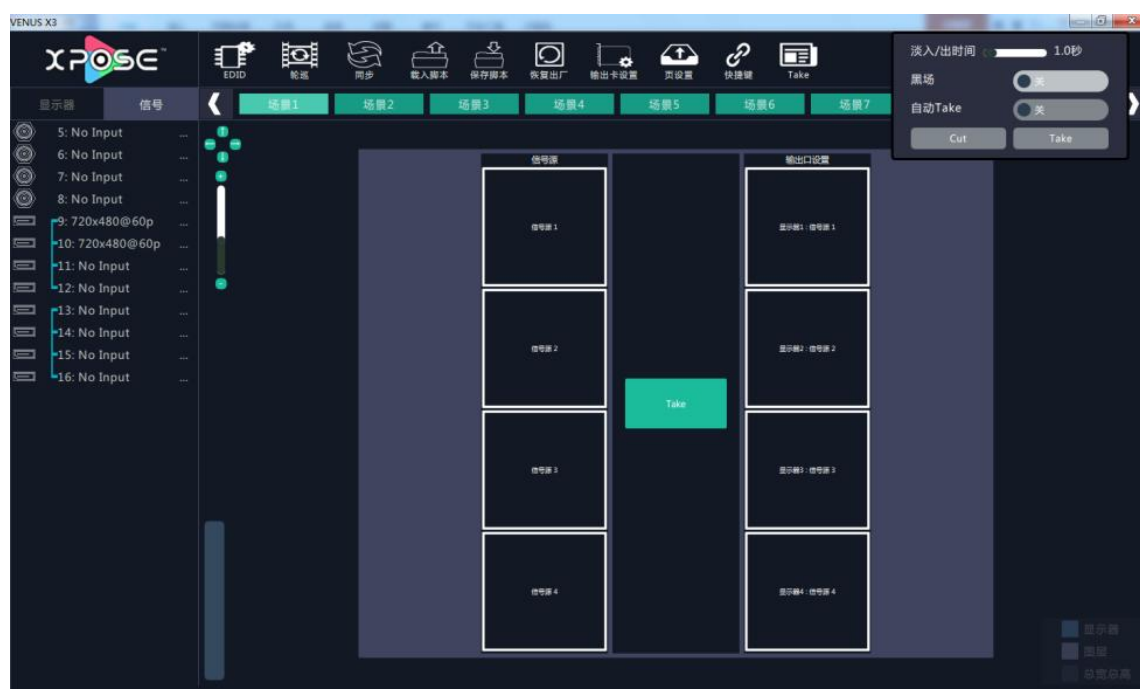 VENUS X3
XPOSE™
EDID
轮巡
同步
载入脚本
保存脚本
恢复出厂
输出卡设置
页设置
快捷键
Take
淡入/出时间 1.0秒
黑场 关
自动Take 关
Cut Take
显示器 信号
场景1 场景2 场景3 场景4 场景5 场景6 场景7
5: No Input ...
6: No Input ...
7: No Input ...
8: No Input ...
9: 720x480@60p ...
10: 720x480@60p ...
11: No Input ...
12: No Input ...
13: No Input ...
14: No Input ...
15: No Input ...
16: No Input ...
信号源
信号源 1
信号源 2
信号源 3
信号源 4
Take
输出口设置
显示器1 : 信号源 1
显示器2 : 信号源 2
显示器3 : 信号源 3
显示器4 : 信号源 4
显示器
图层
总宽总高